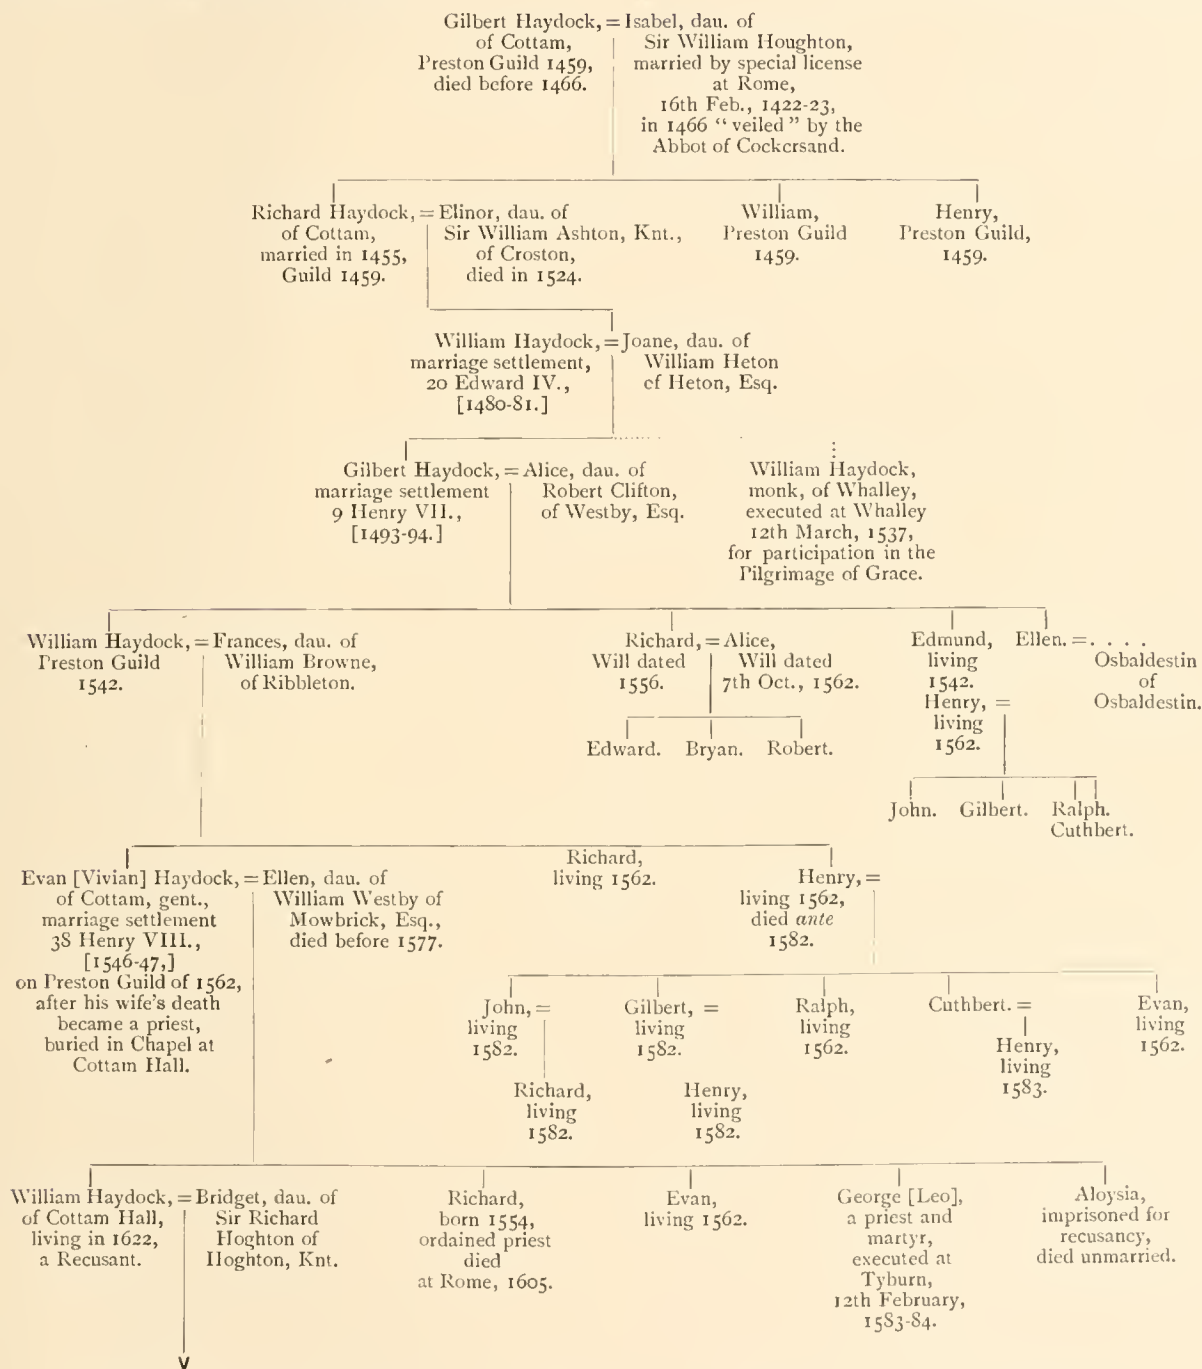 Gilbert Haydock, = Isabel, dau. of
of Cottam,
Preston Guild 1459,
died before 1466.
Sir William Houghton,
married by special license
at Rome,
16th Feb., 1422-23,
in 1466 "veiled" by the
Abbot of Cockersand.
Richard Haydock, = Elinor, dau. of
of Cottam,
married in 1455,
Guild 1459.
Sir William Ashton, Knt.,
of Croston,
died in 1524.
William,
Preston Guild
1459.
Henry,
Preston Guild,
1459.
William Haydock, = Joane, dau. of
marriage settlement,
20 Edward IV.,
[1480-81.]
William Heton
of Heton, Esq.
Gilbert Haydock, = Alice, dau. of
marriage settlement
9 Henry VII.,
[1493-94.]
Robert Clifton,
of Westby, Esq.
William Haydock,
monk, of Whalley,
executed at Whalley
12th March, 1537,
for participation in the
Pilgrimage of Grace.
William Haydock, = Frances, dau. of
Preston Guild
1542.
William Browne,
of Ribbleton.
Richard, = Alice,
Will dated
1556.
Will dated
7th Oct., 1562.
Edmund,
living
1542.
Ellen. = . . . .
Osbaldestin
of
Osbaldestin.
Henry, =
living
1562.
Edward. Bryan. Robert.
John. Gilbert. Ralph.
Cuthbert.
Evan [Vivian] Haydock, = Ellen, dau. of
of Cottam, gent.,
marriage settlement
38 Henry VIII.,
[1546-47,]
on Preston Guild of 1562,
after his wife's death
became a priest,
buried in Chapel at
Cottam Hall.
William Westby of
Mowbrick, Esq.,
died before 1577.
Richard,
living 1562.
Henry, =
living 1562,
died ante
1582.
John, =
living
1582.
Gilbert, =
living
1582.
Ralph,
living
1562.
Cuthbert. =
Evan,
living
1562.
Richard,
living
1582.
Henry,
living
1582.
Henry,
living
1583.
William Haydock, = Bridget, dau. of
of Cottam Hall,
living in 1622,
a Recusant.
Sir Richard
Hoghton of
Hoghton, Knt.
Richard,
born 1554,
ordained priest
died
at Rome, 1605.
Evan,
living 1562.
George [Leo],
a priest and
martyr,
executed at
Tyburn,
12th February,
1583-84.
Aloysia,
imprisoned for
recusancy,
died unmarried.